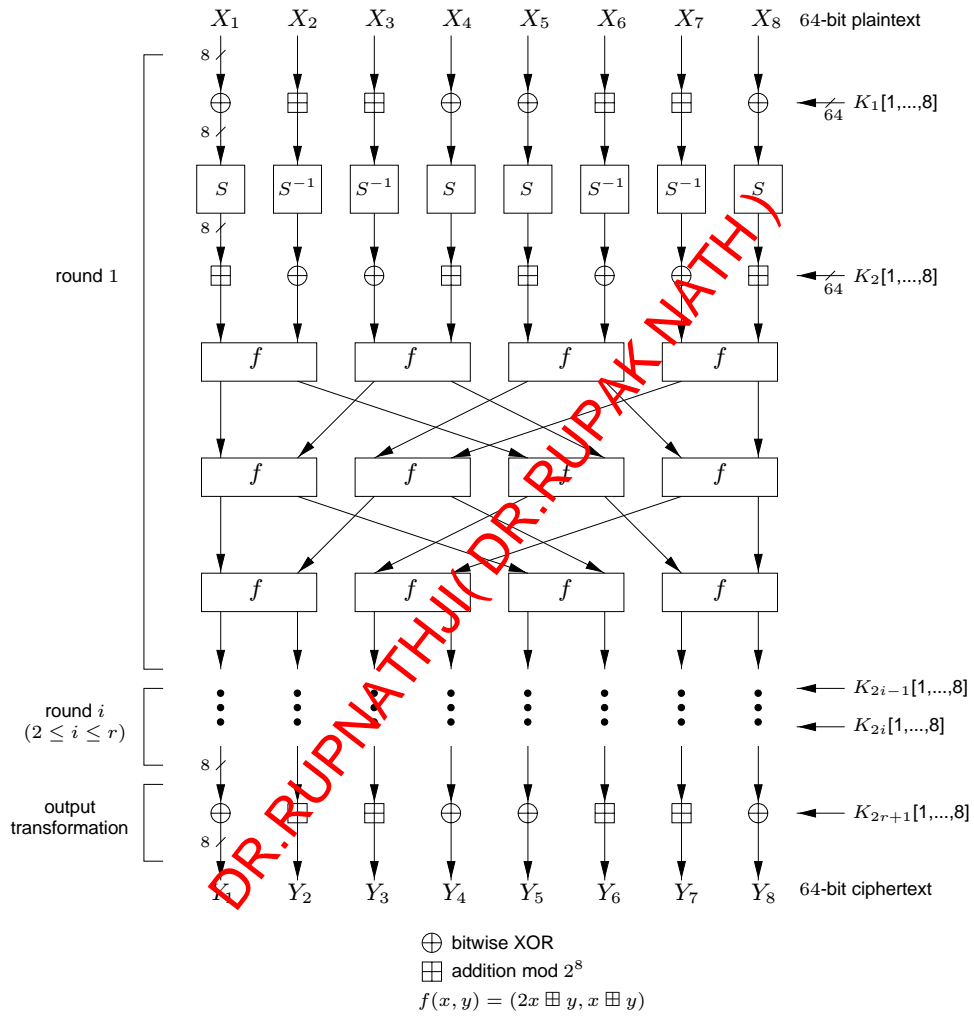 X₁ X₂ X₃ X₄ X₅ X₆ X₇ X₈ 64-bit plaintext
8
K₁[1,...,8]
64
8
S S⁻¹ S⁻¹ S S S⁻¹ S⁻¹ S
8
round 1
K₂[1,...,8]
64
f f f f
f f f f
f f f f
K₂ᵢ₋₁[1,...,8]
round i
(2 ≤ i ≤ r)
K₂ᵢ[1,...,8]
8
output
transformation
K₂ᵣ₊₁[1,...,8]
8
Y₁ Y₂ Y₃ Y₄ Y₅ Y₆ Y₇ Y₈ 64-bit ciphertext
⊕ bitwise XOR
⊞ addition mod 2⁸
f(x, y) = (2x ⊞ y, x ⊞ y)
DR.RUPNATHJI( DR.RUPAK NATH )